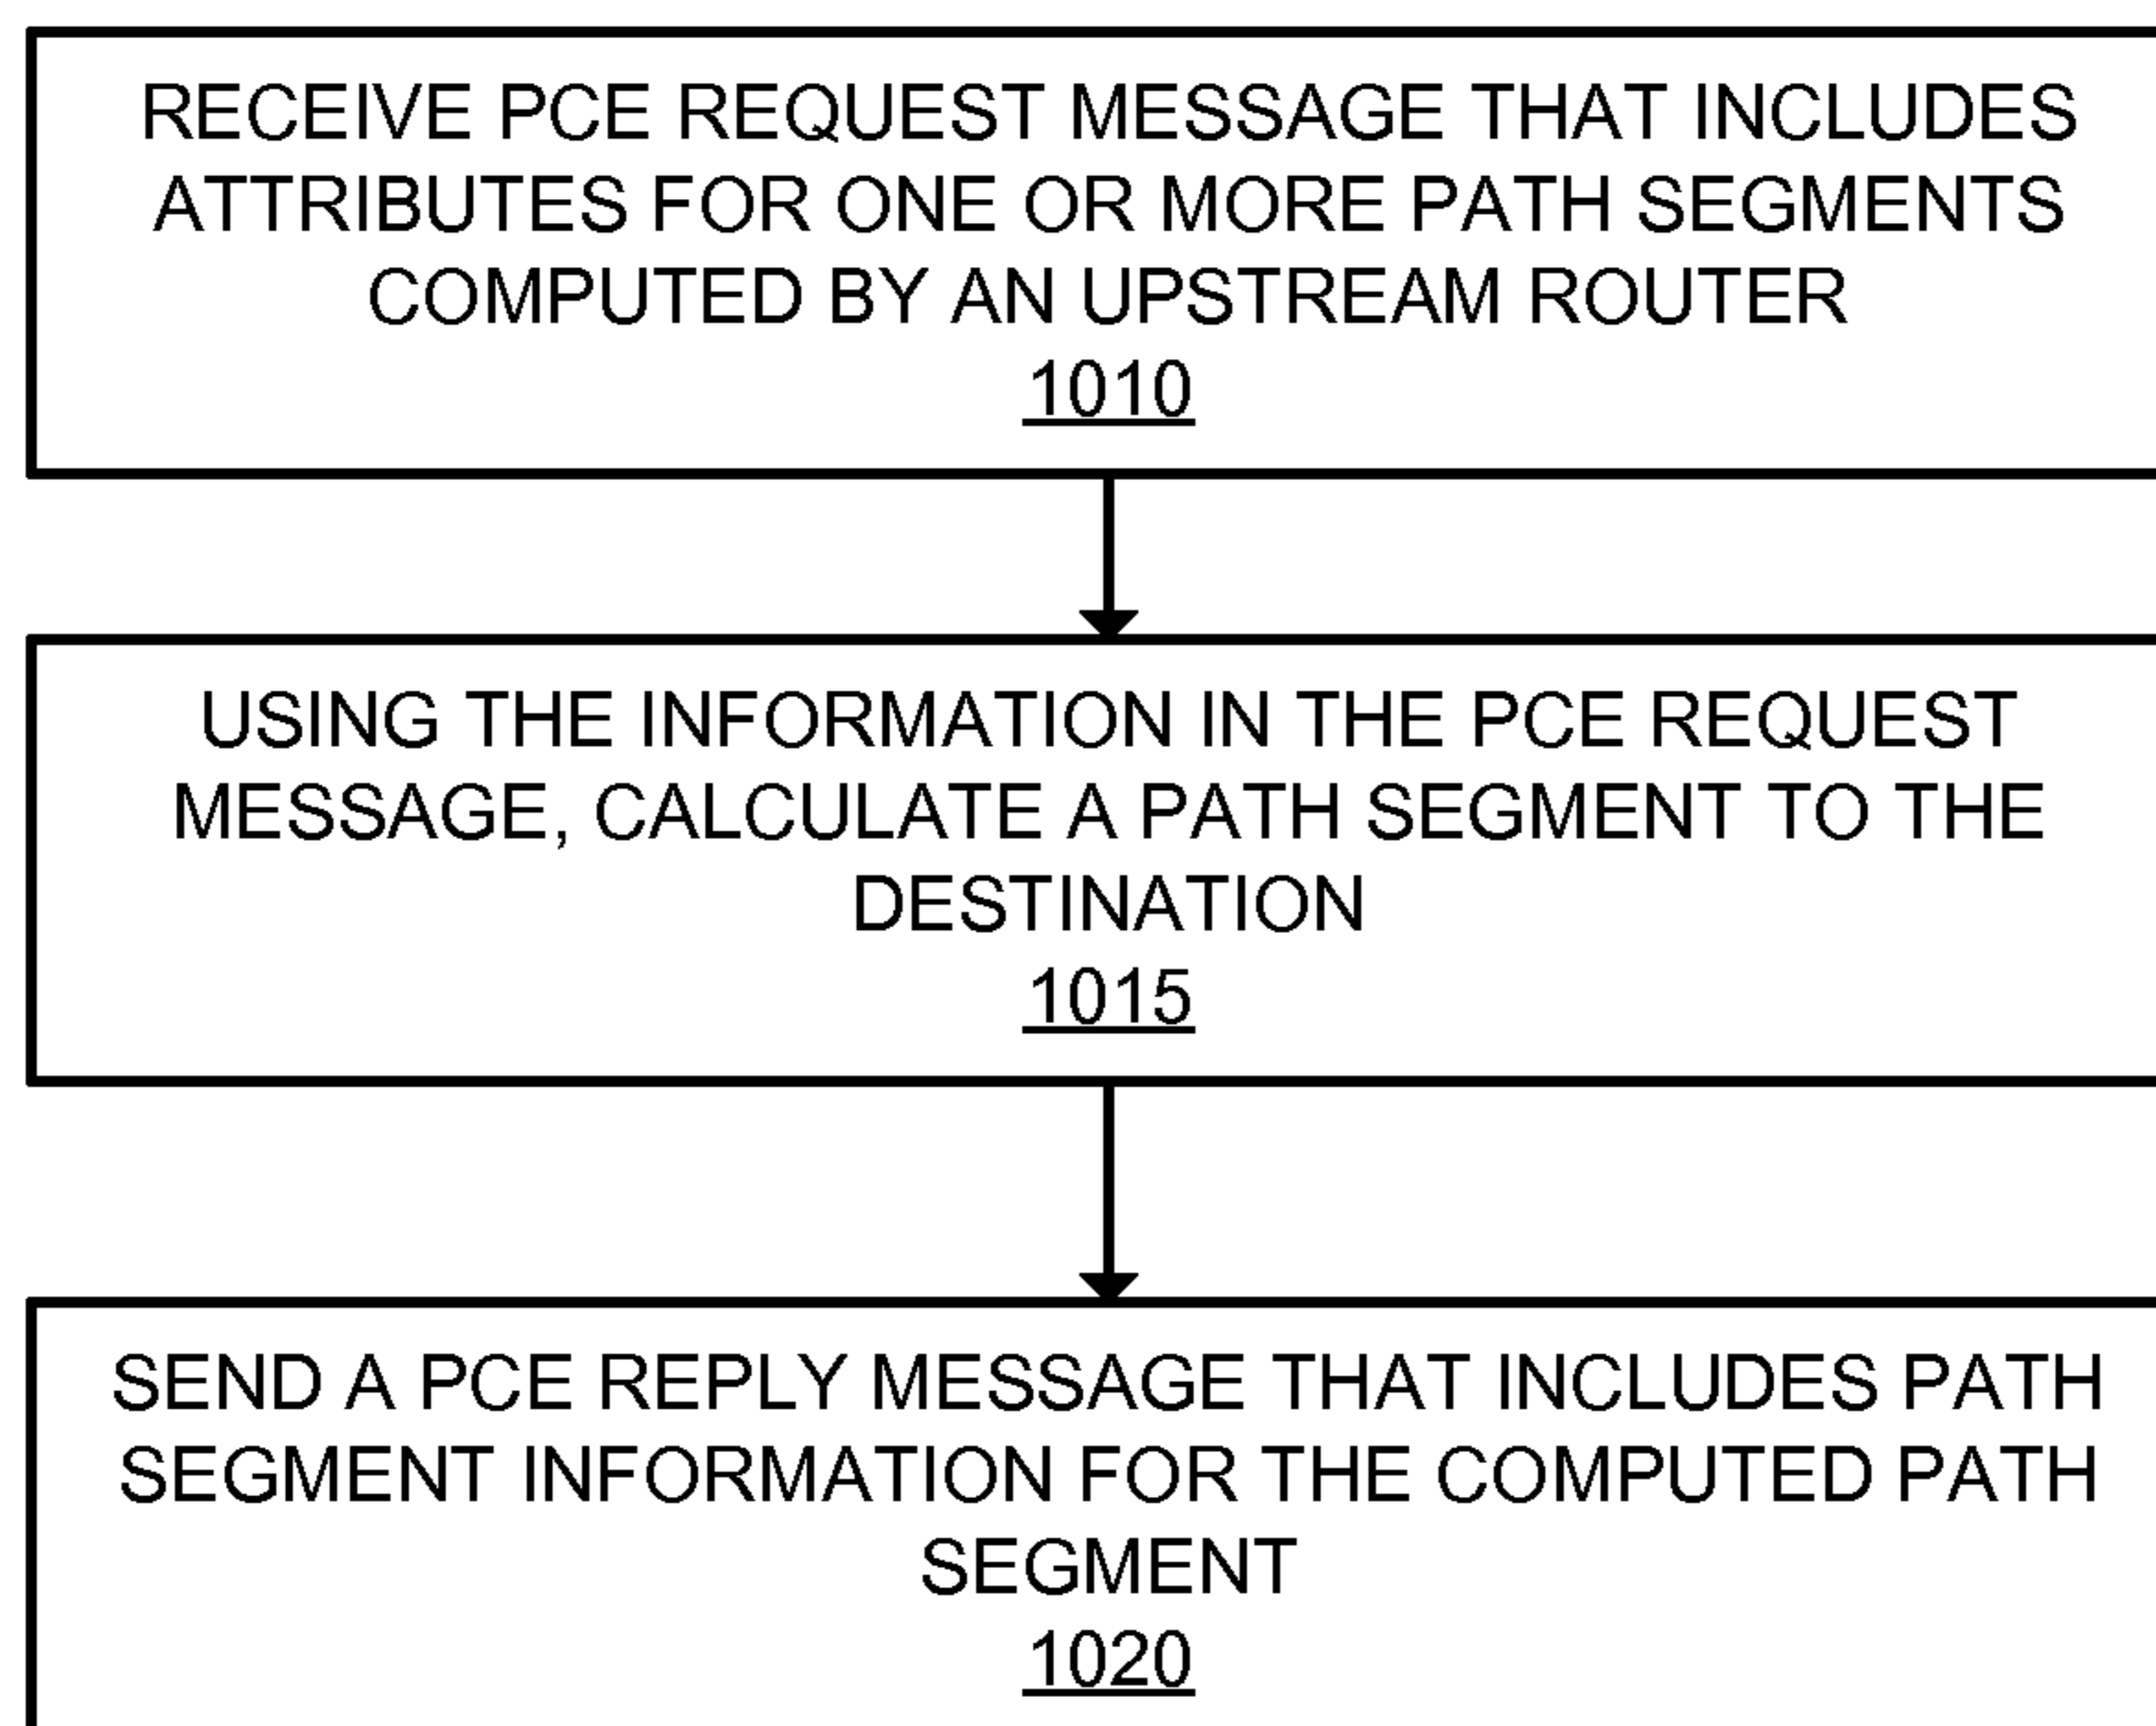 RECEIVE PCE REQUEST MESSAGE THAT INCLUDES
ATTRIBUTES FOR ONE OR MORE PATH SEGMENTS
COMPUTED BY AN UPSTREAM ROUTER
1010
USING THE INFORMATION IN THE PCE REQUEST
MESSAGE, CALCULATE A PATH SEGMENT TO THE
DESTINATION
1015
SEND A PCE REPLY MESSAGE THAT INCLUDES PATH
SEGMENT INFORMATION FOR THE COMPUTED PATH
SEGMENT
1020